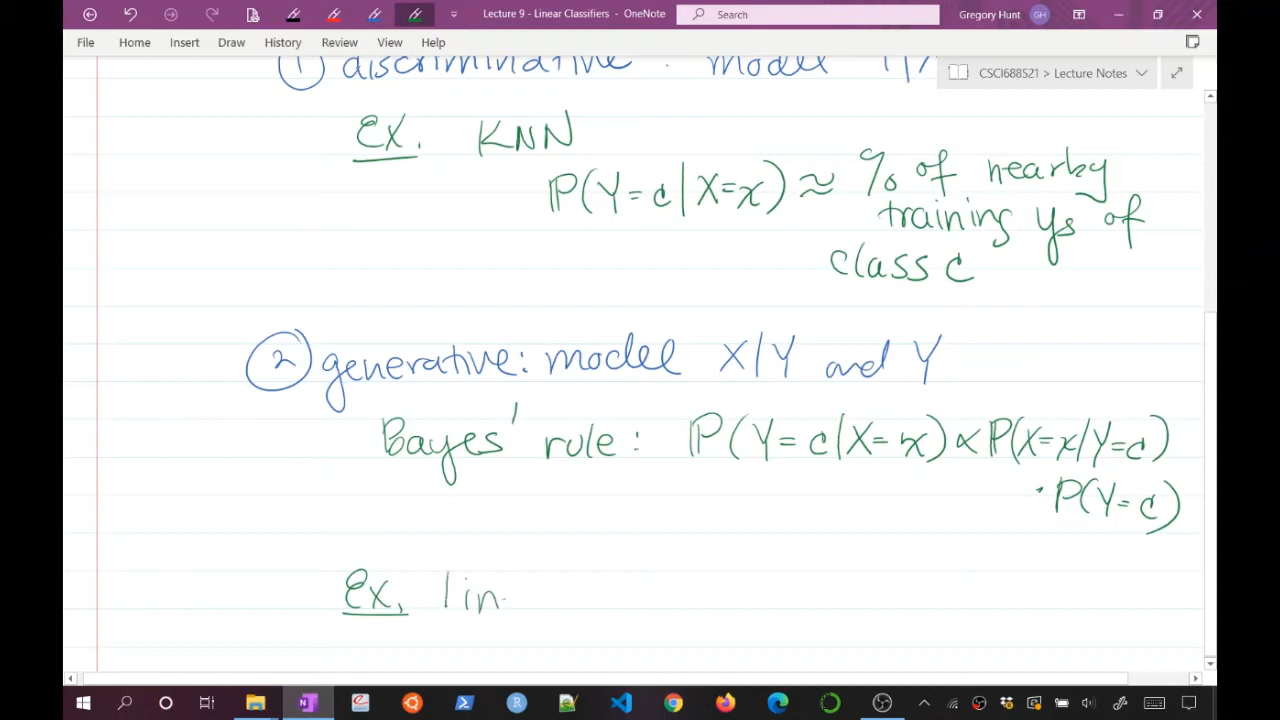 Lecture 9 - Linear Classifiers - OneNote
Search
Gregory Hunt GH
File Home Insert Draw History Review View Help
CSCI688S21 > Lecture Notes
① discriminative: model
Ex. KNN
P(Y=c|X=x) ≈ % of nearby
training ys of
class c
② generative: model X|Y and Y
Bayes' rule: P(Y=c|X=x) ∝ P(X=x|Y=c)
· P(Y=c)
Ex. lin